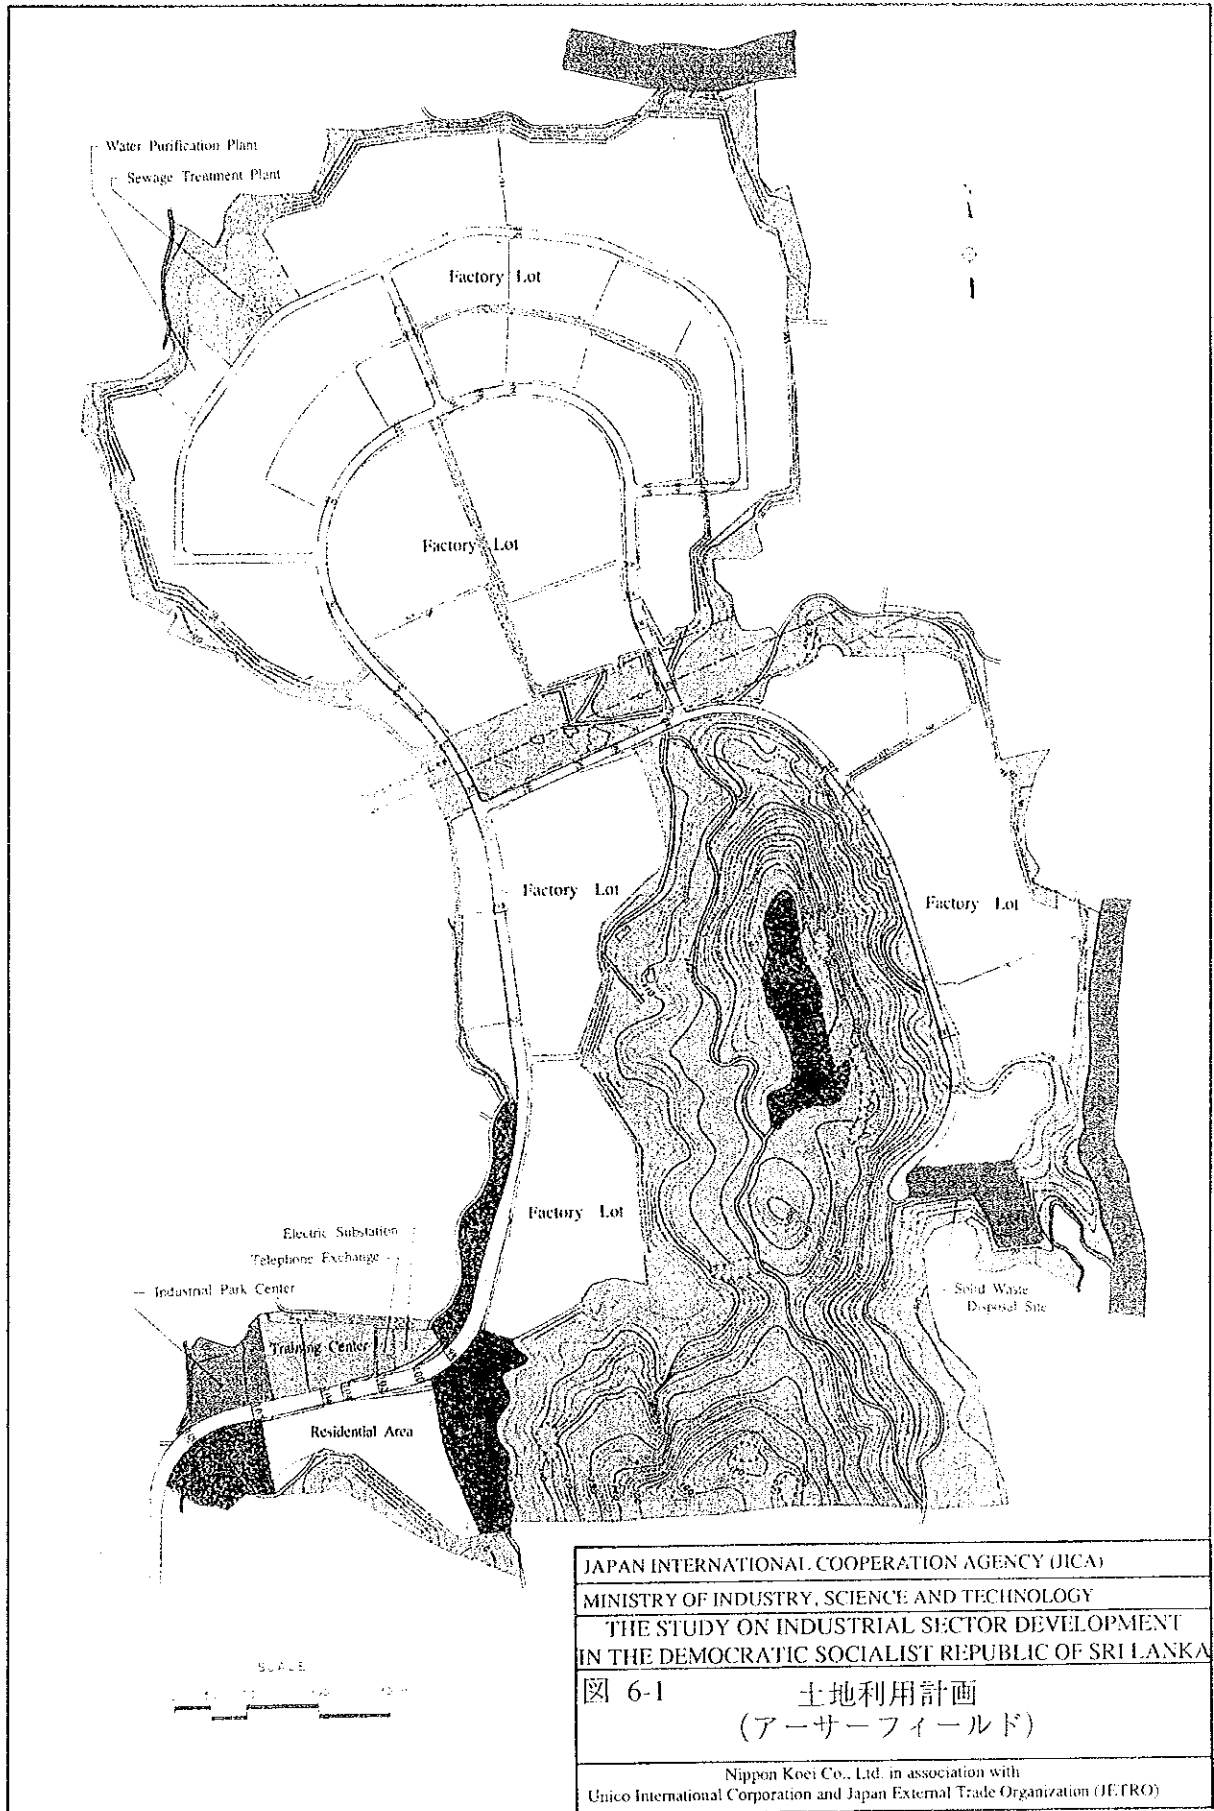 Water Purification Plant
Sewage Treatment Plant
Factory Lot
Factory Lot
Factory Lot
Factory Lot
Factory Lot
Electric Substation
Telephone Exchange
Industrial Park Center
Training Center
Residential Area
Solid Waste
Disposal Site
SCALE
JAPAN INTERNATIONAL COOPERATION AGENCY (JICA)
MINISTRY OF INDUSTRY, SCIENCE AND TECHNOLOGY
THE STUDY ON INDUSTRIAL SECTOR DEVELOPMENT
IN THE DEMOCRATIC SOCIALIST REPUBLIC OF SRI LANKA
図 6-1 土地利用計画
(アーサーフィールド)
Nippon Koei Co., Ltd. in association with
Unico International Corporation and Japan External Trade Organization (JETRO)